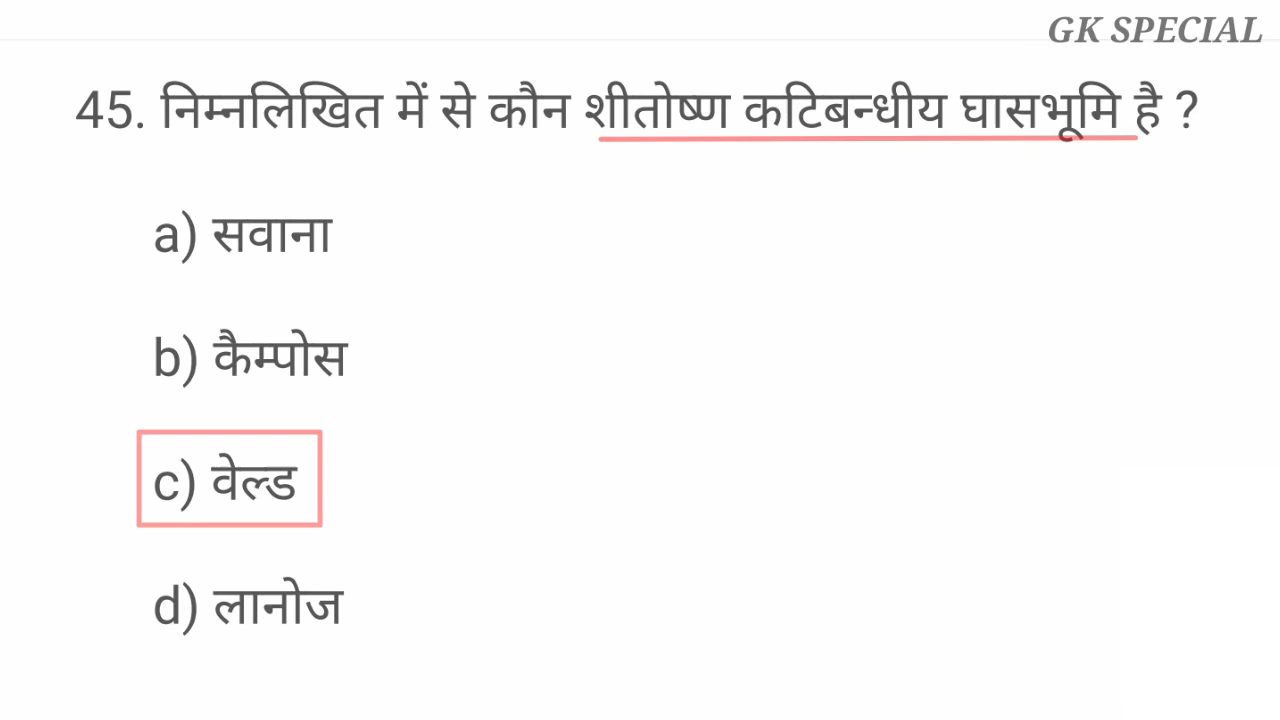 GK SPECIAL
45. निम्नलिखित में से कौन शीतोष्ण कटिबन्धीय घासभूमि है ?
a) सवाना
b) कैम्पोस
c) वेल्ड
d) लानोज